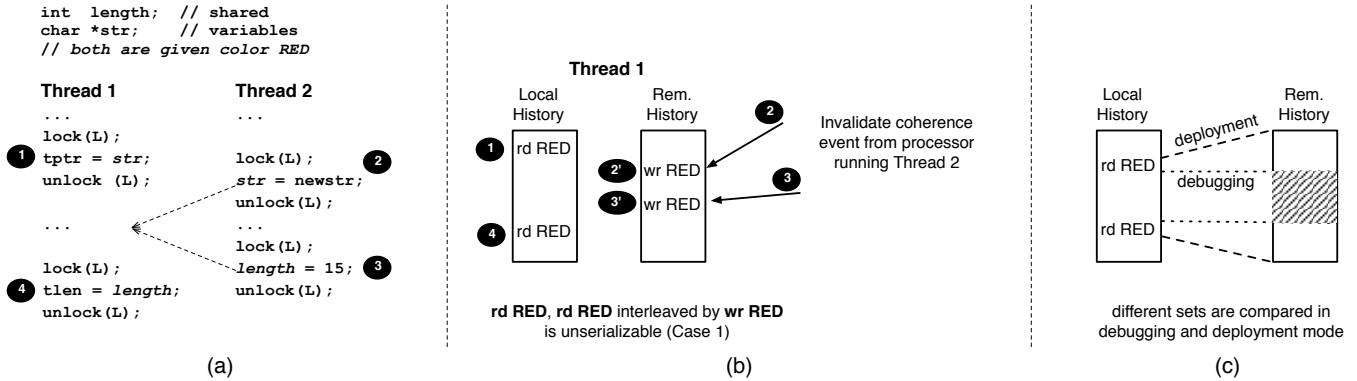 int length; // shared
char *str; // variables
// both are given color RED
Thread 1
Thread 2
...
...
lock(L);
1
tptr = str;
lock(L);
2
unlock (L);
str = newstr;
unlock(L);
...
...
lock(L);
lock(L);
length = 15;
3
4
tlen = length;
unlock(L);
unlock(L);
(a)
Thread 1
Local
History
Rem.
History
1
rd RED
2
2'
wr RED
3
3'
wr RED
4
rd RED
Invalidate coherence
event from processor
running Thread 2
rd RED, rd RED interleaved by wr RED
is unserializable (Case 1)
(b)
Local
History
Rem.
History
deployment
rd RED
debugging
rd RED
different sets are compared in
debugging and deployment mode
(c)